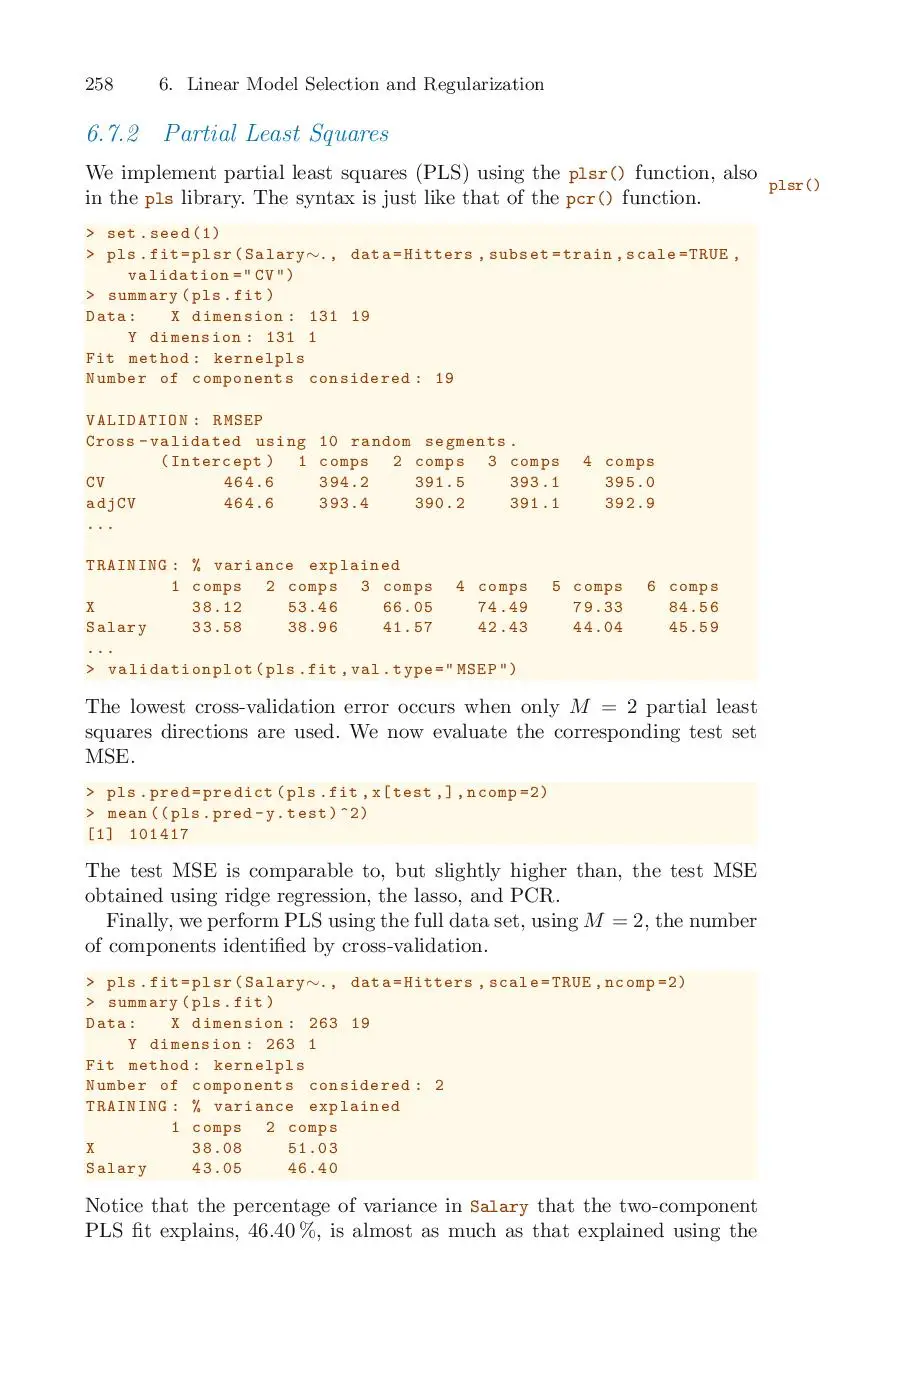 258 6. Linear Model Selection and Regularization
6.7.2 Partial Least Squares
We implement partial least squares (PLS) using the plsr() function, also
plsr()
in the pls library. The syntax is just like that of the pcr() function.
> set.seed(1)
> pls.fit=plsr(Salary∼., data=Hitters,subset=train,scale=TRUE,
validation="CV")
> summary(pls.fit)
Data: X dimension: 131 19
Y dimension: 131 1
Fit method: kernelpls
Number of components considered: 19
VALIDATION: RMSEP
Cross-validated using 10 random segments.
(Intercept) 1 comps 2 comps 3 comps 4 comps
CV 464.6 394.2 391.5 393.1 395.0
adjCV 464.6 393.4 390.2 391.1 392.9
...
TRAINING: % variance explained
1 comps 2 comps 3 comps 4 comps 5 comps 6 comps
X 38.12 53.46 66.05 74.49 79.33 84.56
Salary 33.58 38.96 41.57 42.43 44.04 45.59
...
> validationplot(pls.fit,val.type="MSEP")
The lowest cross-validation error occurs when only M = 2 partial least
squares directions are used. We now evaluate the corresponding test set
MSE.
> pls.pred=predict(pls.fit,x[test,],ncomp=2)
> mean((pls.pred-y.test)^2)
[1] 101417
The test MSE is comparable to, but slightly higher than, the test MSE
obtained using ridge regression, the lasso, and PCR.
Finally, we perform PLS using the full data set, using M = 2, the number
of components identified by cross-validation.
> pls.fit=plsr(Salary∼., data=Hitters,scale=TRUE,ncomp=2)
> summary(pls.fit)
Data: X dimension: 263 19
Y dimension: 263 1
Fit method: kernelpls
Number of components considered: 2
TRAINING: % variance explained
1 comps 2 comps
X 38.08 51.03
Salary 43.05 46.40
Notice that the percentage of variance in Salary that the two-component
PLS fit explains, 46.40 %, is almost as much as that explained using the